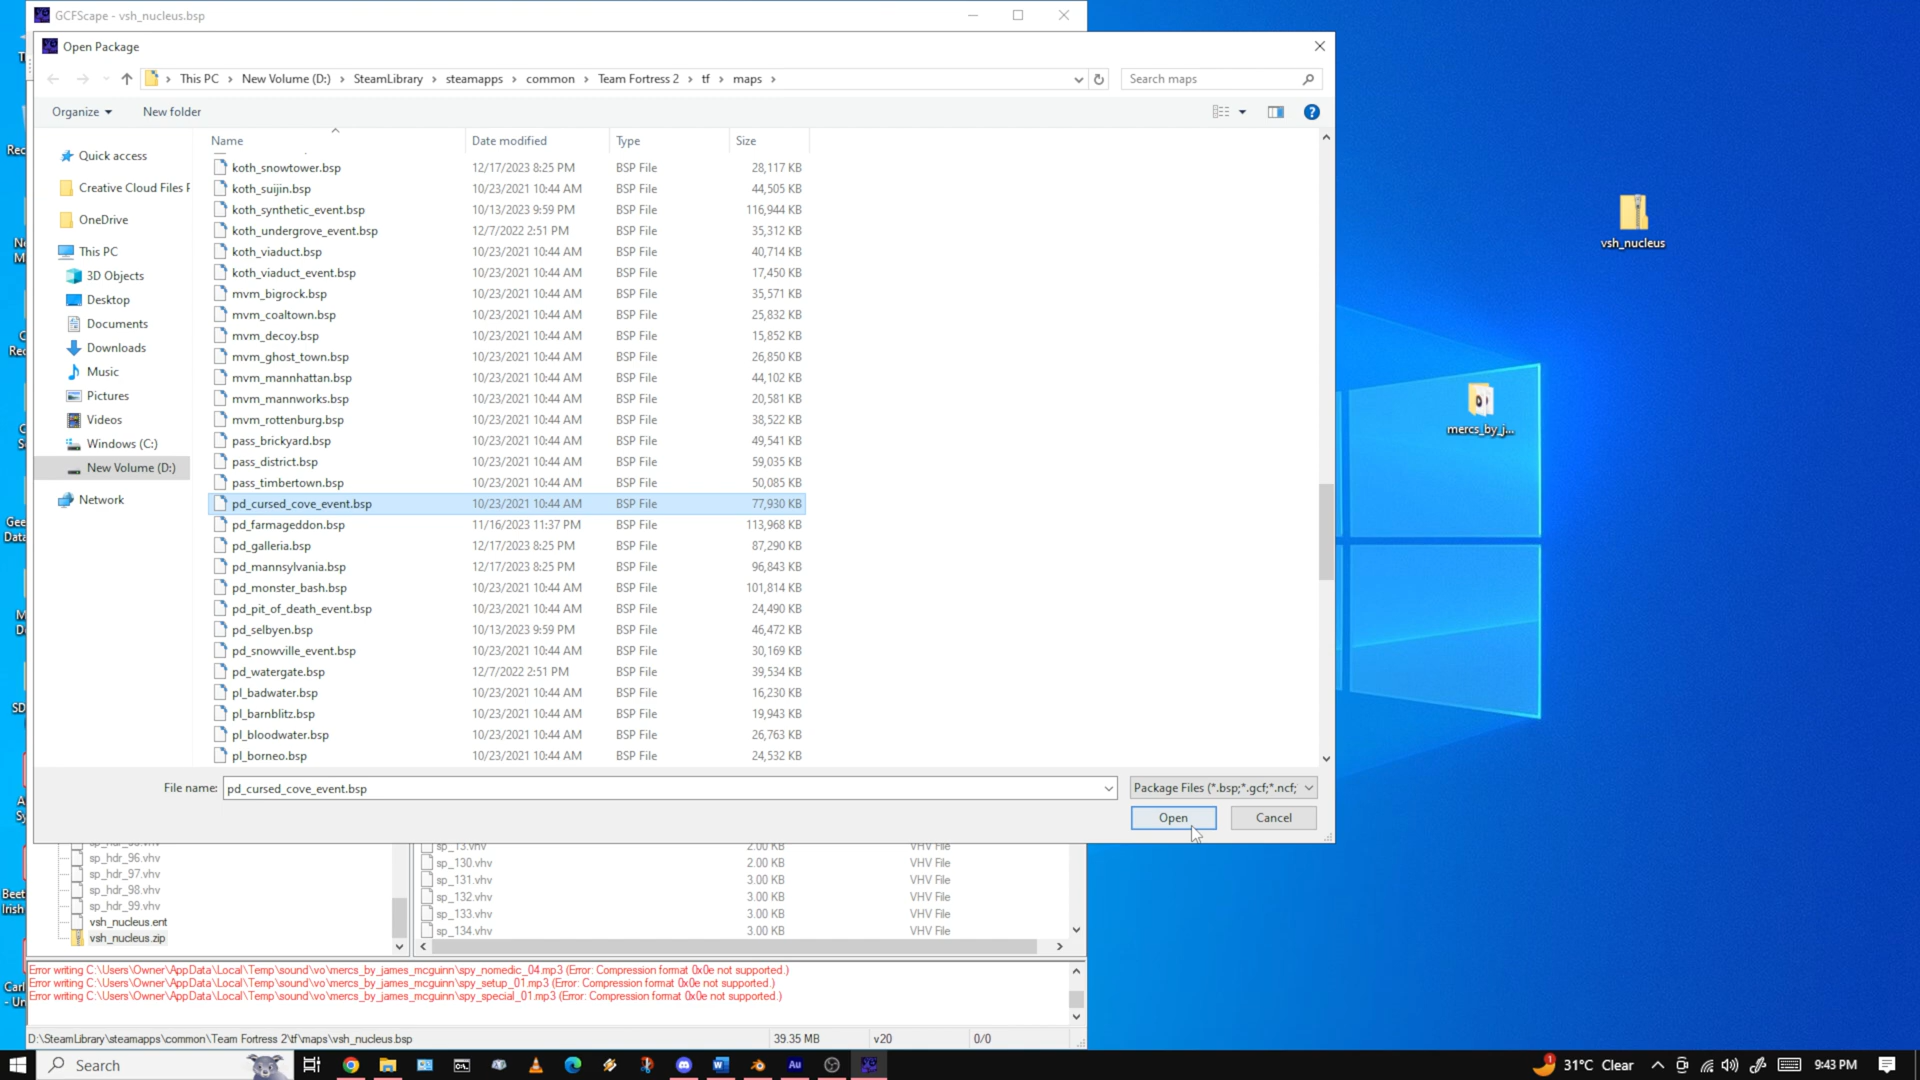 GCFScape - vsh_nucleus.bsp
Open Package
This PC › New Volume (D:) › SteamLibrary › steamapps › common › Team Fortress 2 › tf › maps ›
Search maps
Organize
New folder
Name Date modified Type Size
Quick access
Creative Cloud Files F
OneDrive
This PC
3D Objects
Desktop
Documents
Downloads
Music
Pictures
Videos
Windows (C:)
New Volume (D:)
Network
koth_snowtower.bsp 12/17/2023 8:25 PM BSP File 28,117 KB
koth_suijin.bsp 10/23/2021 10:44 AM BSP File 44,505 KB
koth_synthetic_event.bsp 10/13/2023 9:59 PM BSP File 116,944 KB
koth_undergrove_event.bsp 12/7/2022 2:51 PM BSP File 35,312 KB
koth_viaduct.bsp 10/23/2021 10:44 AM BSP File 40,714 KB
koth_viaduct_event.bsp 10/23/2021 10:44 AM BSP File 17,450 KB
mvm_bigrock.bsp 10/23/2021 10:44 AM BSP File 35,571 KB
mvm_coaltown.bsp 10/23/2021 10:44 AM BSP File 25,832 KB
mvm_decoy.bsp 10/23/2021 10:44 AM BSP File 15,852 KB
mvm_ghost_town.bsp 10/23/2021 10:44 AM BSP File 26,850 KB
mvm_mannhattan.bsp 10/23/2021 10:44 AM BSP File 44,102 KB
mvm_mannworks.bsp 10/23/2021 10:44 AM BSP File 20,581 KB
mvm_rottenburg.bsp 10/23/2021 10:44 AM BSP File 38,522 KB
pass_brickyard.bsp 10/23/2021 10:44 AM BSP File 49,541 KB
pass_district.bsp 10/23/2021 10:44 AM BSP File 59,035 KB
pass_timbertown.bsp 10/23/2021 10:44 AM BSP File 50,085 KB
pd_cursed_cove_event.bsp 10/23/2021 10:44 AM BSP File 77,930 KB
pd_farmageddon.bsp 11/16/2023 11:37 PM BSP File 113,968 KB
pd_galleria.bsp 12/17/2023 8:25 PM BSP File 87,290 KB
pd_mannsylvania.bsp 12/17/2023 8:25 PM BSP File 96,843 KB
pd_monster_bash.bsp 10/23/2021 10:44 AM BSP File 101,814 KB
pd_pit_of_death_event.bsp 10/23/2021 10:44 AM BSP File 24,490 KB
pd_selbyen.bsp 10/13/2023 9:59 PM BSP File 46,472 KB
pd_snowville_event.bsp 10/23/2021 10:44 AM BSP File 30,169 KB
pd_watergate.bsp 12/7/2022 2:51 PM BSP File 39,534 KB
pl_badwater.bsp 10/23/2021 10:44 AM BSP File 16,230 KB
pl_barnblitz.bsp 10/23/2021 10:44 AM BSP File 19,943 KB
pl_bloodwater.bsp 10/23/2021 10:44 AM BSP File 26,763 KB
pl_borneo.bsp 10/23/2021 10:44 AM BSP File 24,532 KB
File name: pd_cursed_cove_event.bsp
Package Files (*.bsp;*.gcf;*.ncf;
Open
Cancel
vsh_nucleus
mercs_by_j...
sp_hdr_96.vhv
sp_hdr_97.vhv
sp_hdr_98.vhv
sp_hdr_99.vhv
vsh_nucleus.ent
vsh_nucleus.zip
sp_13.vhv 2.00 KB VHV File
sp_130.vhv 2.00 KB VHV File
sp_131.vhv 3.00 KB VHV File
sp_132.vhv 3.00 KB VHV File
sp_133.vhv 3.00 KB VHV File
sp_134.vhv 3.00 KB VHV File
Error writing C:\Users\Owner\AppData\Local\Temp\sound\vo\mercs_by_james_mcguinn\spy_nomedic_04.mp3 (Error: Compression format 0x0e not supported.)
Error writing C:\Users\Owner\AppData\Local\Temp\sound\vo\mercs_by_james_mcguinn\spy_setup_01.mp3 (Error: Compression format 0x0e not supported.)
Error writing C:\Users\Owner\AppData\Local\Temp\sound\vo\mercs_by_james_mcguinn\spy_special_01.mp3 (Error: Compression format 0x0e not supported.)
D:\SteamLibrary\steamapps\common\Team Fortress 2\tf\maps\vsh_nucleus.bsp 39.35 MB v20 0/0
Search
31°C Clear
9:43 PM